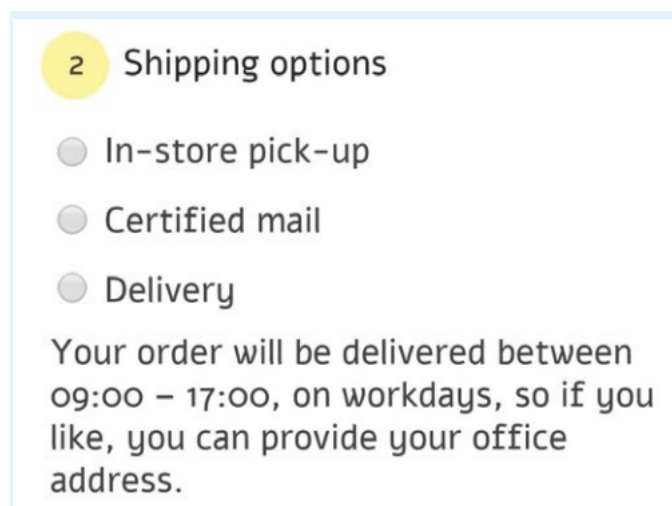 2 Shipping options
In-store pick-up
Certified mail
Delivery
Your order will be delivered between
09:00 – 17:00, on workdays, so if you
like, you can provide your office
address.